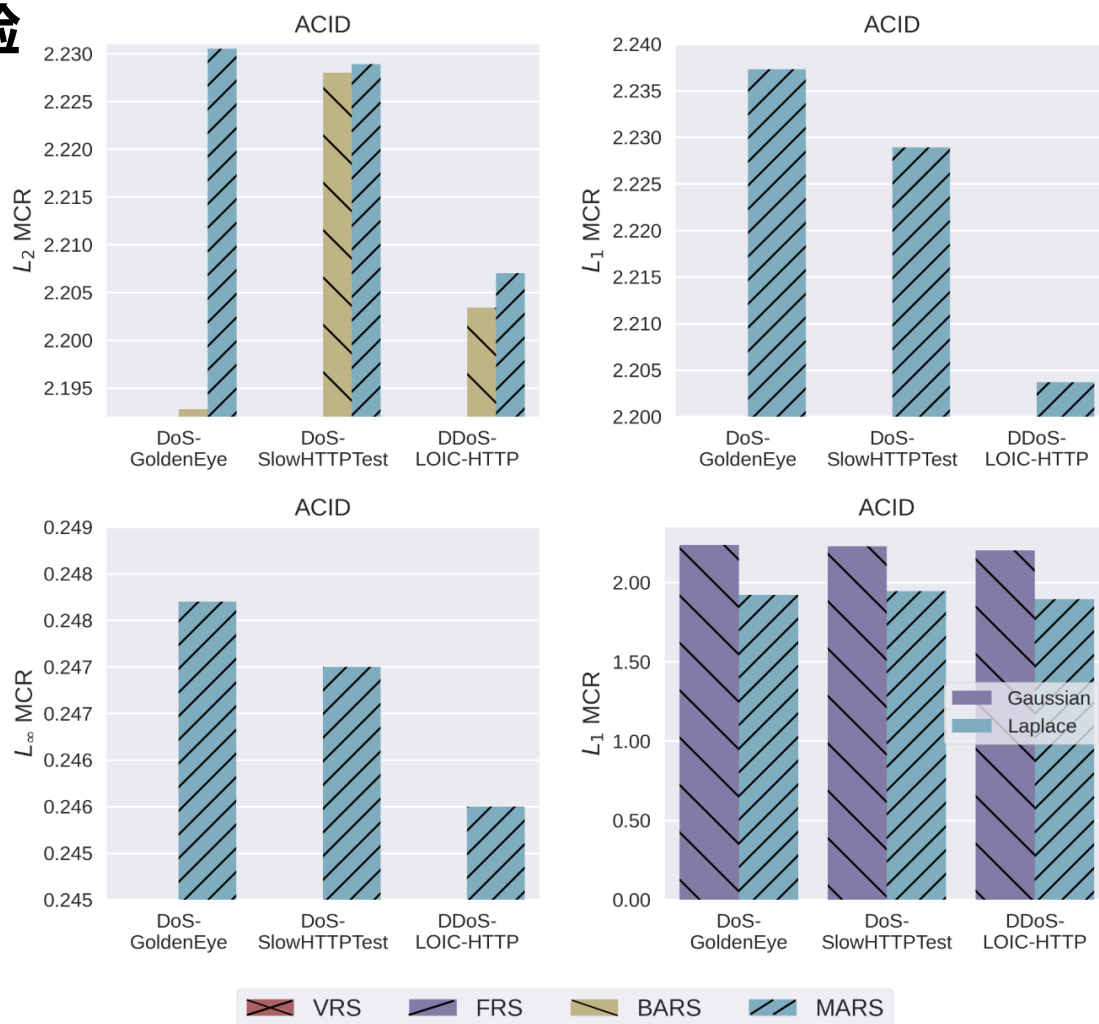 验
ACID
2.230
2.225
2.220
2.215
2.210
2.205
2.200
2.195
L₂ MCR
DoS-
GoldenEye
DoS-
SlowHTTPTest
DDoS-
LOIC-HTTP
ACID
2.240
2.235
2.230
2.225
2.220
2.215
2.210
2.205
2.200
L₁ MCR
DoS-
GoldenEye
DoS-
SlowHTTPTest
DDoS-
LOIC-HTTP
ACID
0.249
0.248
0.248
0.247
0.247
0.246
0.246
0.245
0.245
L∞ MCR
DoS-
GoldenEye
DoS-
SlowHTTPTest
DDoS-
LOIC-HTTP
ACID
2.00
1.50
1.00
0.50
0.00
L₁ MCR
Gaussian
Laplace
DoS-
GoldenEye
DoS-
SlowHTTPTest
DDoS-
LOIC-HTTP
VRS FRS BARS MARS